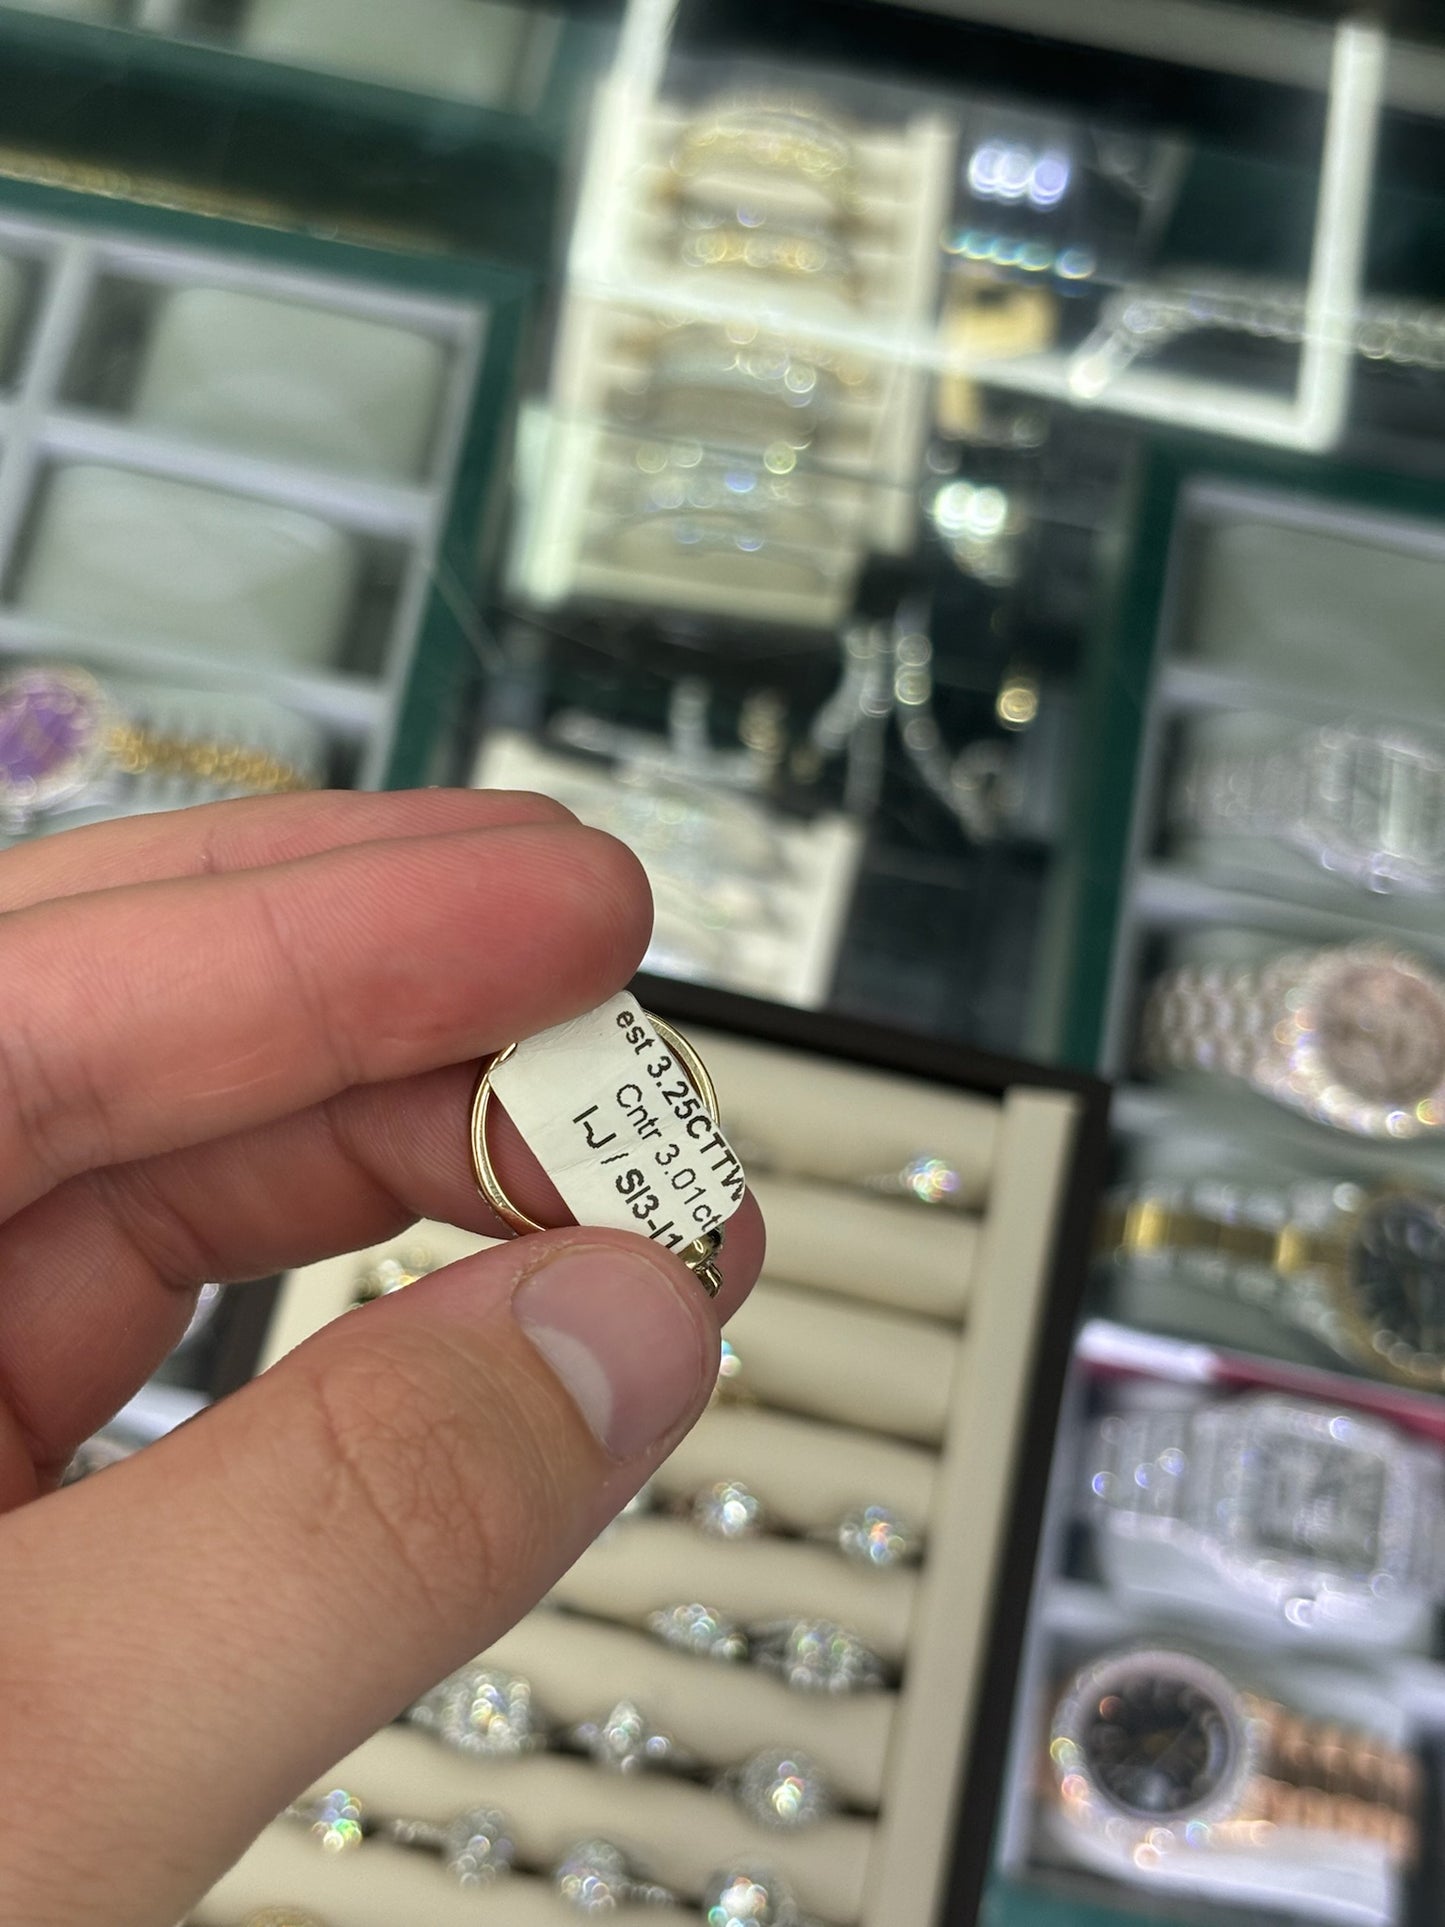 est 3.25CTTW
Cntr 3.01ct
I-J / SI3-I1